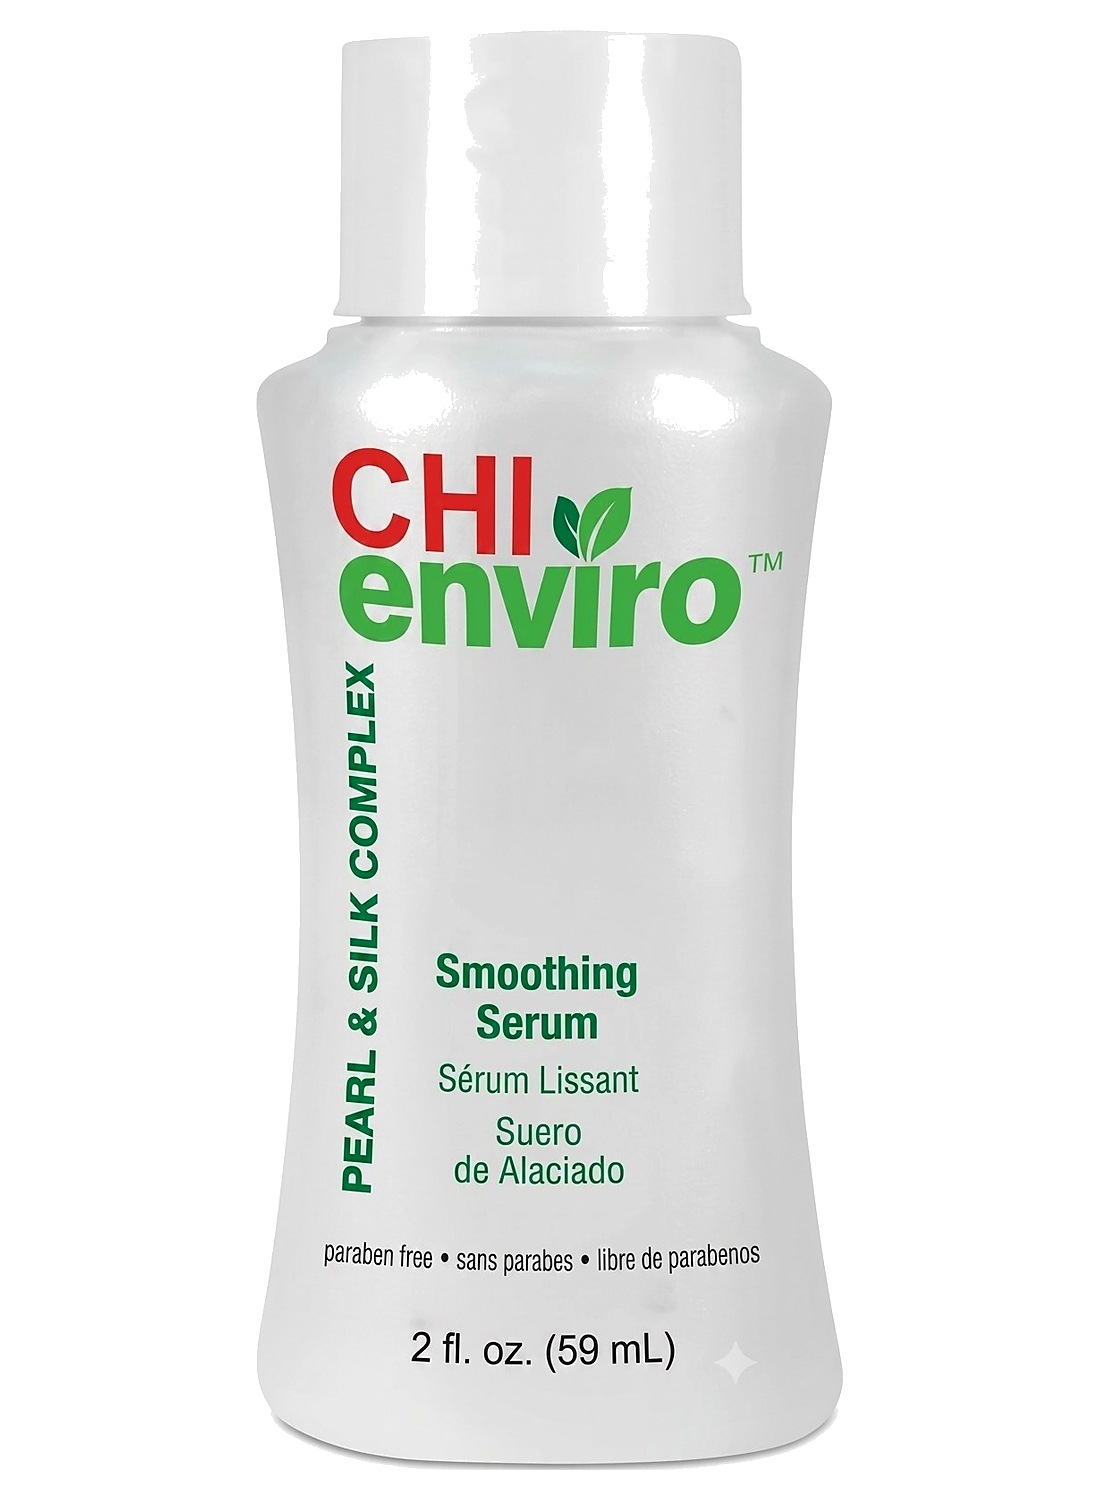 CHI
enviro™
PEARL & SILK COMPLEX
Smoothing
Serum
Sérum Lissant
Suero
de Alaciado
paraben free • sans parabes • libre de parabenos
2 fl. oz. (59 mL)